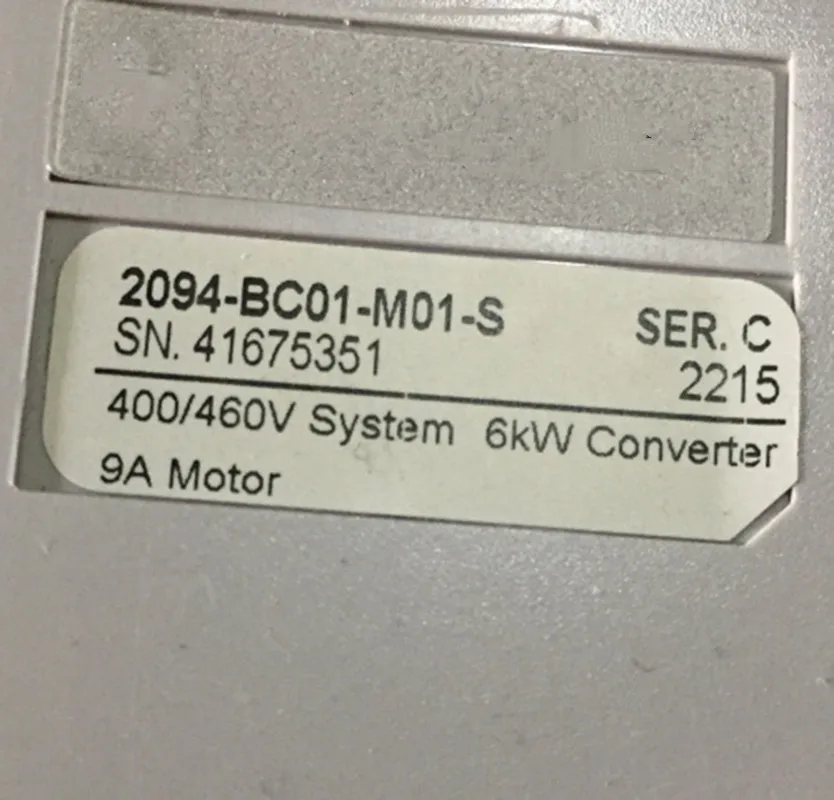 2094-BC01-M01-S SER. C
SN. 41675351 2215
400/460V System 6kW Converter
9A Motor